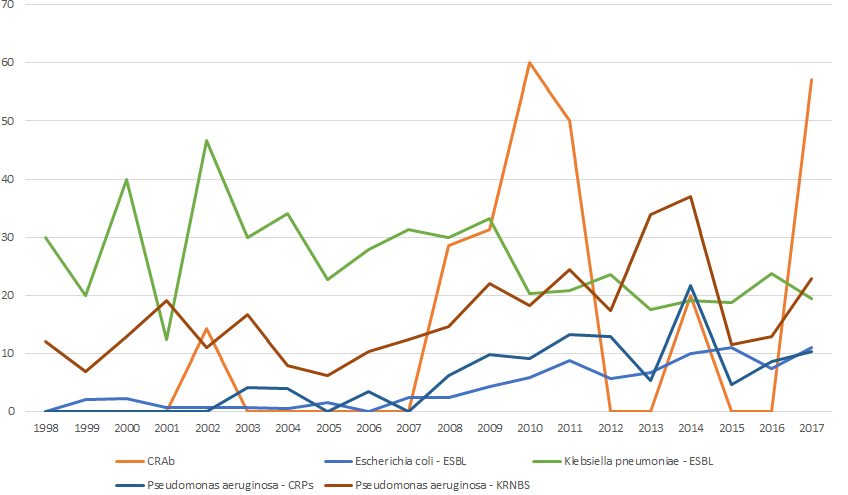 70
60
50
40
30
20
10
0
1998 1999 2000 2001 2002 2003 2004 2005 2006 2007 2008 2009 2010 2011 2012 2013 2014 2015 2016 2017
CRAb Escherichia coli - ESBL Klebsiella pneumoniae - ESBL
Pseudomonas aeruginosa - CRPs Pseudomonas aeruginosa - KRNBS